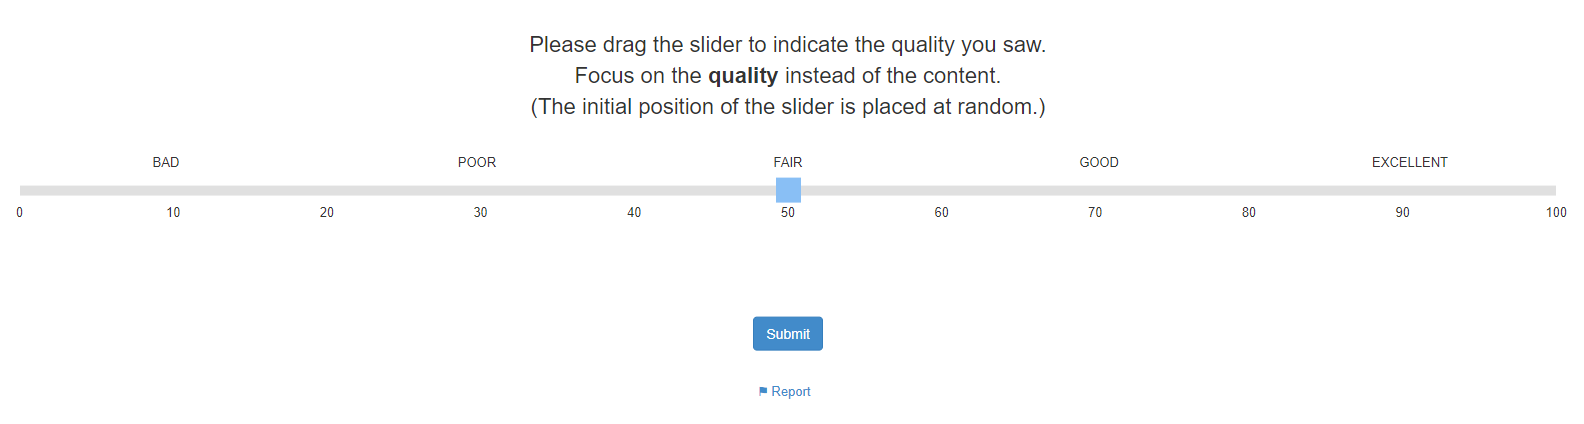 Please drag the slider to indicate the quality you saw.
Focus on the quality instead of the content.
(The initial position of the slider is placed at random.)
BAD POOR FAIR GOOD EXCELLENT
0 10 20 30 40 50 60 70 80 90 100
Submit
Report